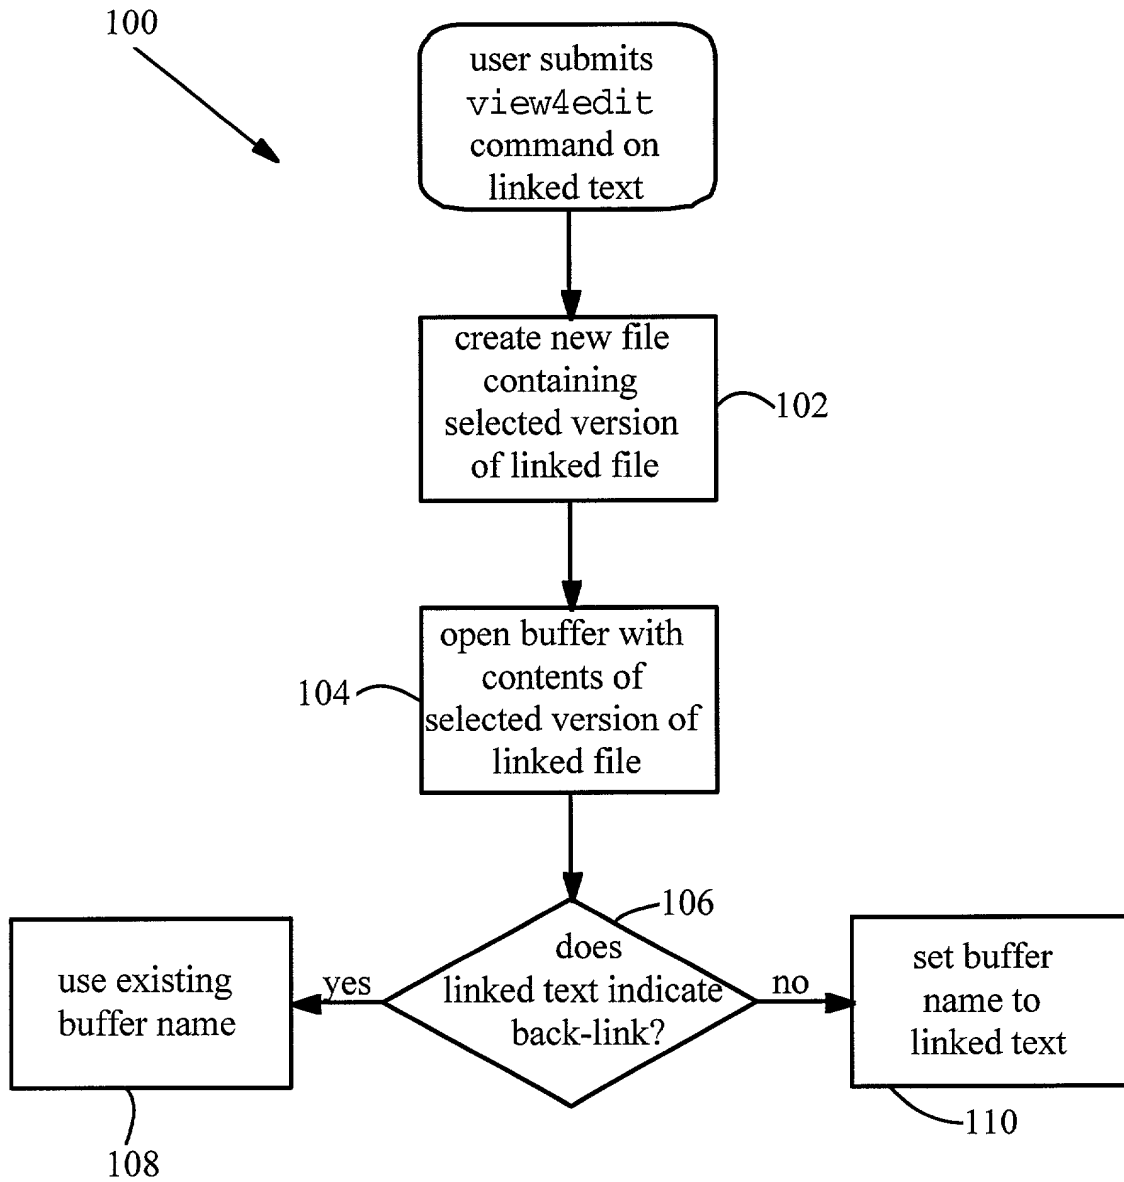 100
user submits
view4edit
command on
linked text
create new file
containing
selected version
of linked file
102
open buffer with
contents of
selected version of
linked file
104
106
does
linked text indicate
back-link?
yes
no
use existing
buffer name
108
set buffer
name to
linked text
110